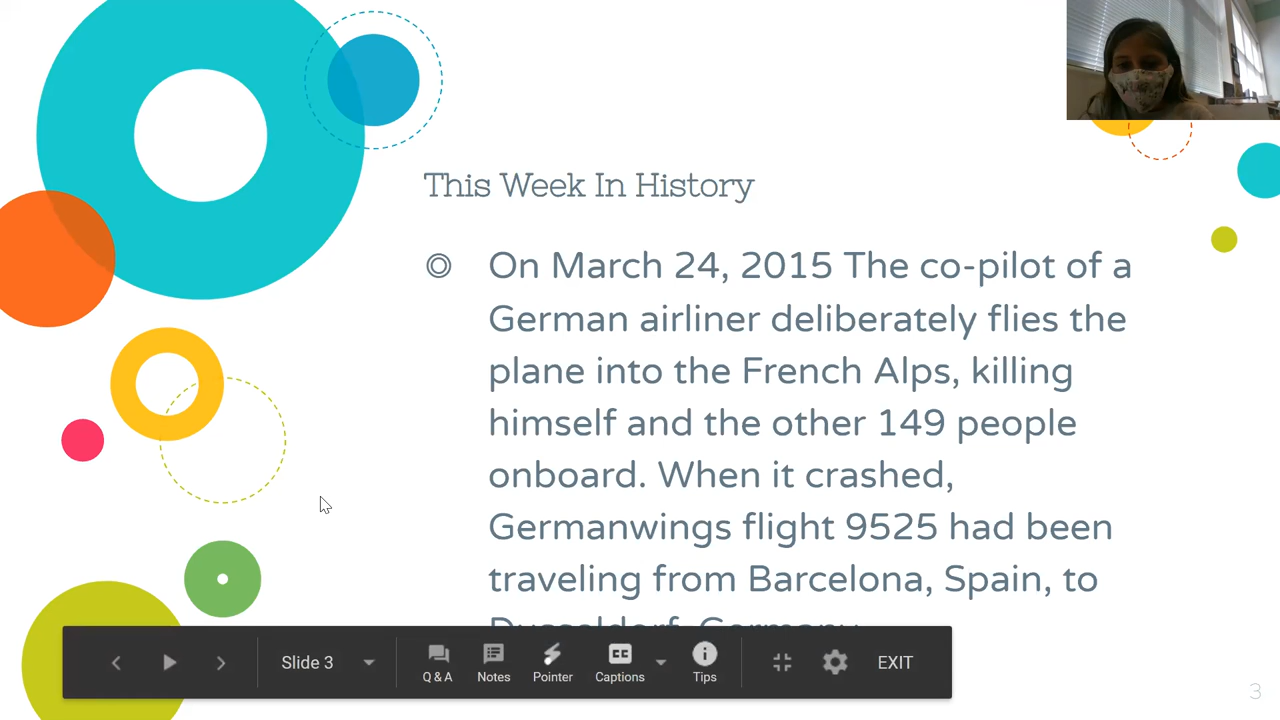 This Week In History
On March 24, 2015 The co-pilot of a
German airliner deliberately flies the
plane into the French Alps, killing
himself and the other 149 people
onboard. When it crashed,
Germanwings flight 9525 had been
traveling from Barcelona, Spain, to
Dusseldorf, Germany
Slide 3
Q & A
Notes
Pointer
Captions
Tips
EXIT
3